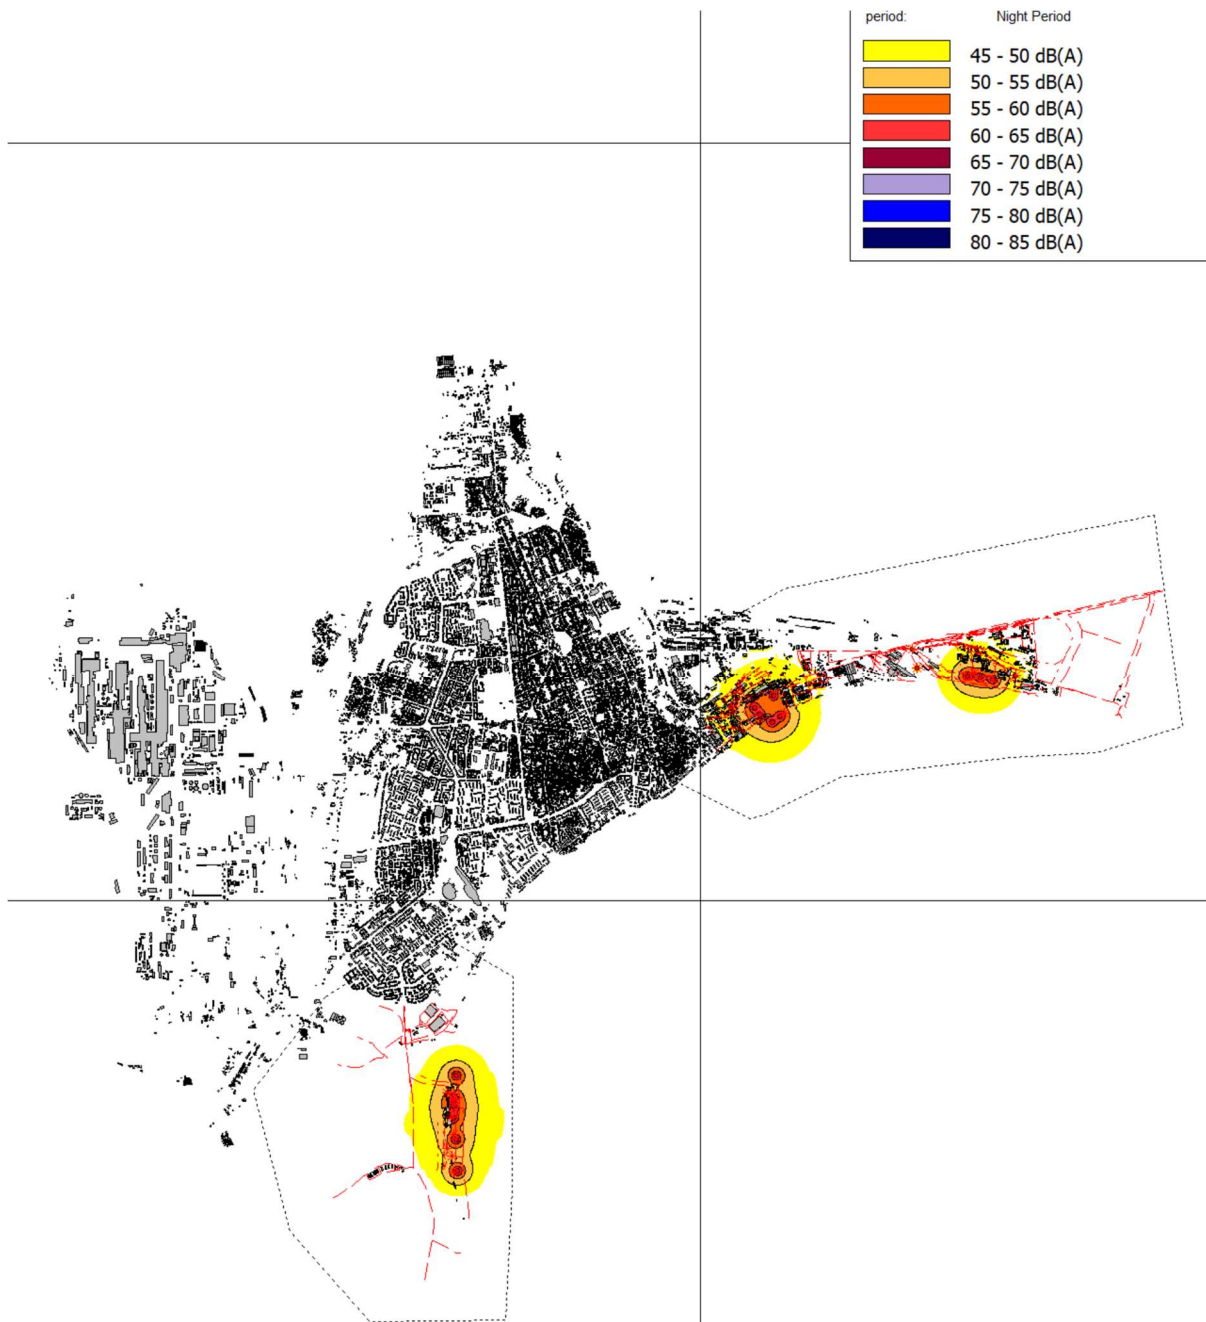 period: Night Period
45 - 50 dB(A)
50 - 55 dB(A)
55 - 60 dB(A)
60 - 65 dB(A)
65 - 70 dB(A)
70 - 75 dB(A)
75 - 80 dB(A)
80 - 85 dB(A)